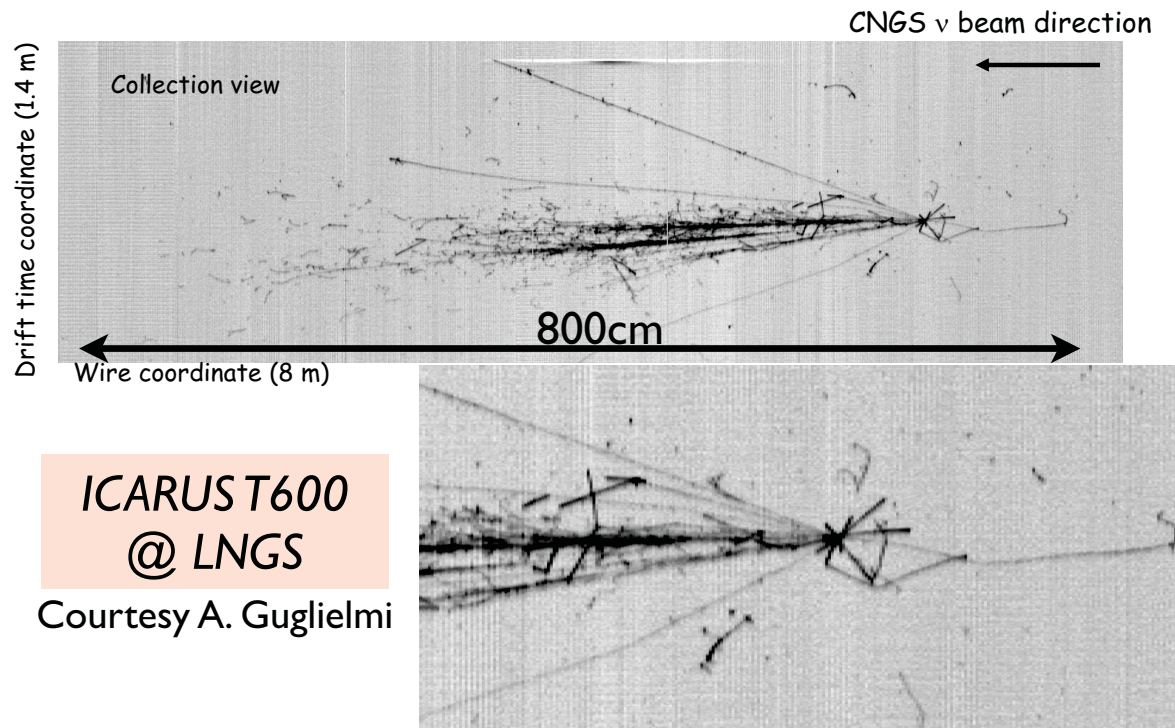 CNGS ν beam direction
Collection view
Drift time coordinate (1.4 m)
800cm
Wire coordinate (8 m)
ICARUS T600
@ LNGS
Courtesy A. Guglielmi